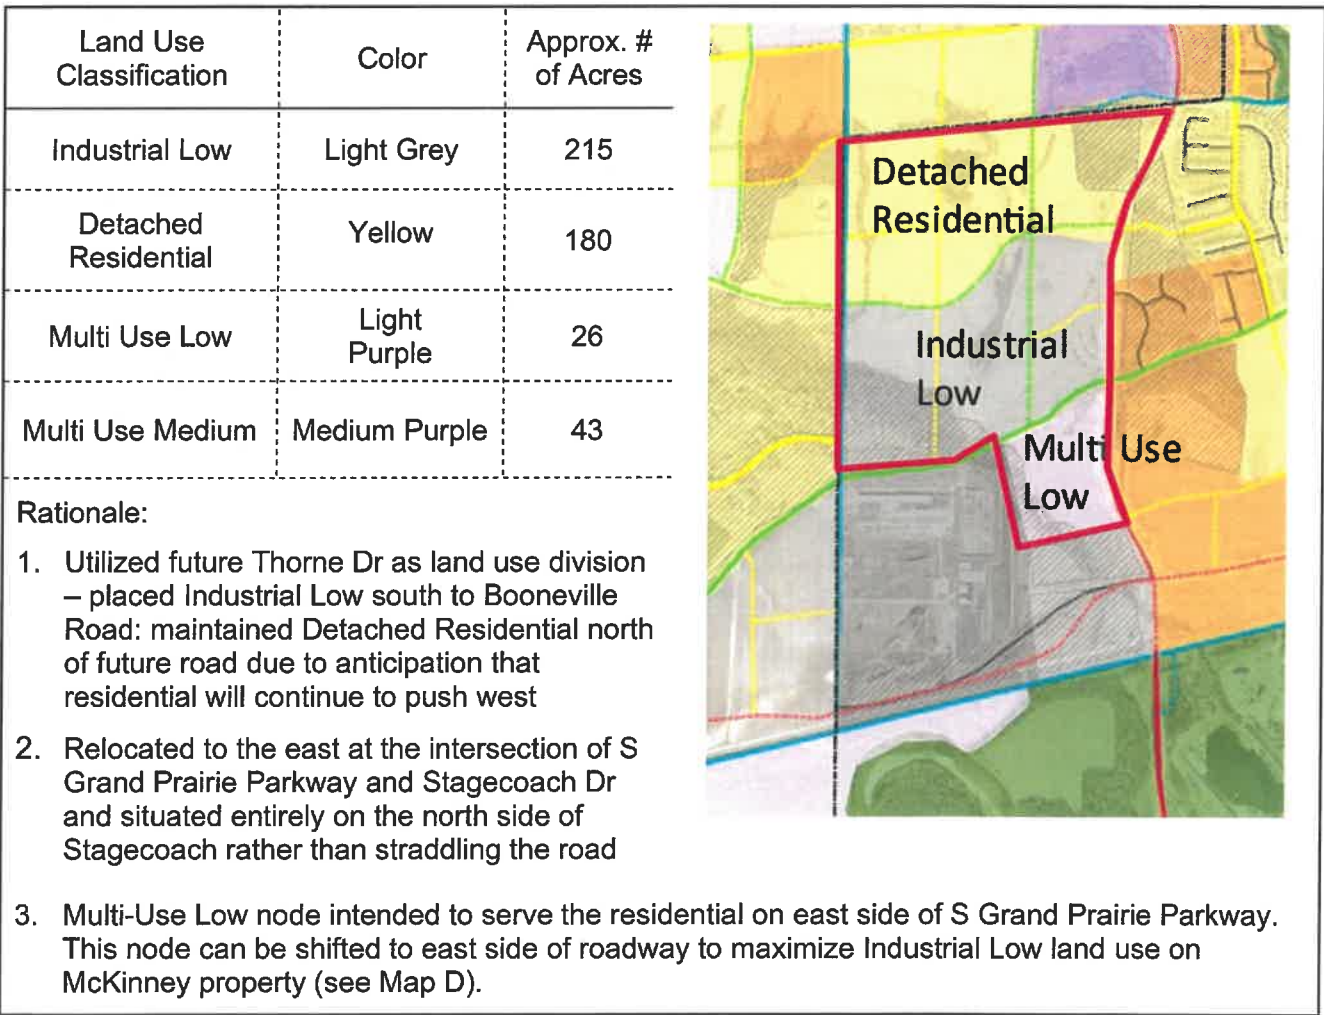 Land Use
Classification
Color
Approx. #
of Acres
Industrial Low
Light Grey
215
Detached
Residential
Yellow
180
Multi Use Low
Light
Purple
26
Multi Use Medium
Medium Purple
43
Detached
Residential
Industrial
Low
Multi Use
Low
Rationale:
1. Utilized future Thorne Dr as land use division
– placed Industrial Low south to Booneville
Road: maintained Detached Residential north
of future road due to anticipation that
residential will continue to push west
2. Relocated to the east at the intersection of S
Grand Prairie Parkway and Stagecoach Dr
and situated entirely on the north side of
Stagecoach rather than straddling the road
3. Multi-Use Low node intended to serve the residential on east side of S Grand Prairie Parkway.
This node can be shifted to east side of roadway to maximize Industrial Low land use on
McKinney property (see Map D).